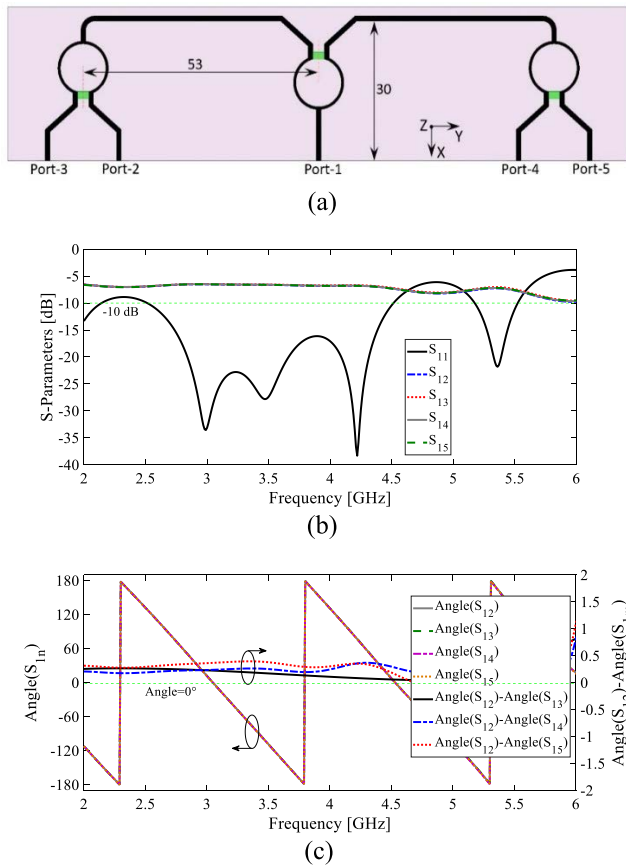 53
30
Z
Y
X
Port-3
Port-2
Port-1
Port-4
Port-5
(a)
S-Parameters [dB]
0
-5
-10
-15
-20
-25
-30
-35
-40
-10 dB
S11
S12
S13
S14
S15
2
2.5
3
3.5
4
4.5
5
5.5
6
Frequency [GHz]
(b)
Angle(S1n)
180
120
60
0
-60
-120
-180
Angle=0°
Angle(S12)
Angle(S13)
Angle(S14)
Angle(S15)
Angle(S12)-Angle(S13)
Angle(S12)-Angle(S14)
Angle(S12)-Angle(S15)
2
1.5
1
0.5
0
-0.5
-1
-1.5
-2
2
2.5
3
3.5
4
4.5
5
5.5
6
Frequency [GHz]
(c)